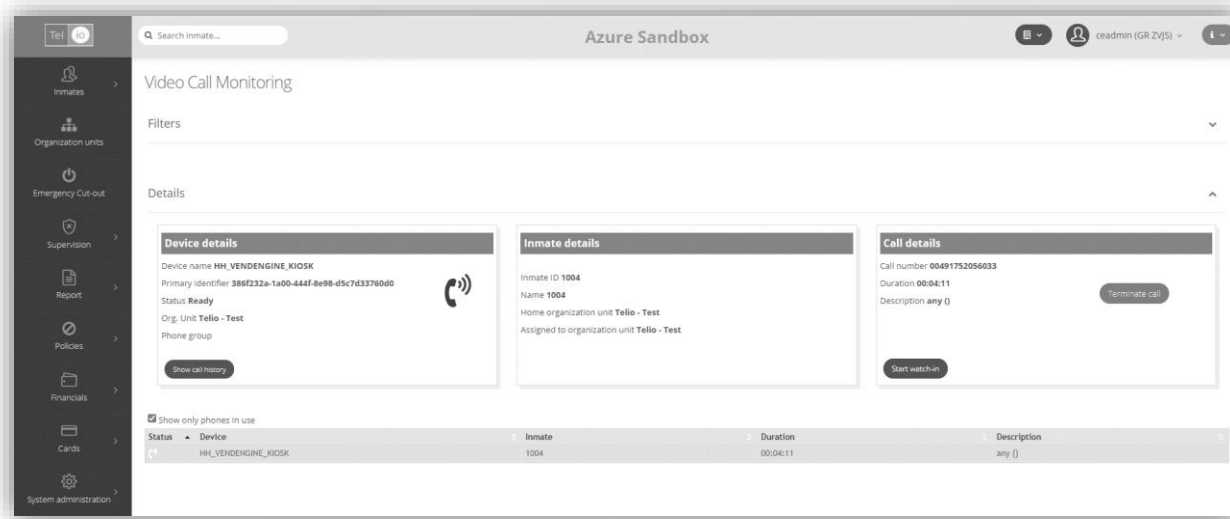 Tel io
Search inmate...
Azure Sandbox
ceadmin (GR ZVJS)
i
Inmates
Organization units
Emergency Cut-out
Supervision
Report
Policies
Financials
Cards
System administration
Video Call Monitoring
Filters
Details
Device details
Device name HH_VENDENGINE_KIOSK
Primary identifier 386f232a-1a00-444f-8e98-d5c7d33760d0
Status Ready
Org. Unit Telio - Test
Phone group
Show call history
Inmate details
Inmate ID 1004
Name 1004
Home organization unit Telio - Test
Assigned to organization unit Telio - Test
Call details
Call number 00491752056033
Duration 00:04:11
Description any ()
Terminate call
Start watch-in
Show only phones in use
Status Device Inmate Duration Description
HH_VENDENGINE_KIOSK 1004 00:04:11 any ()